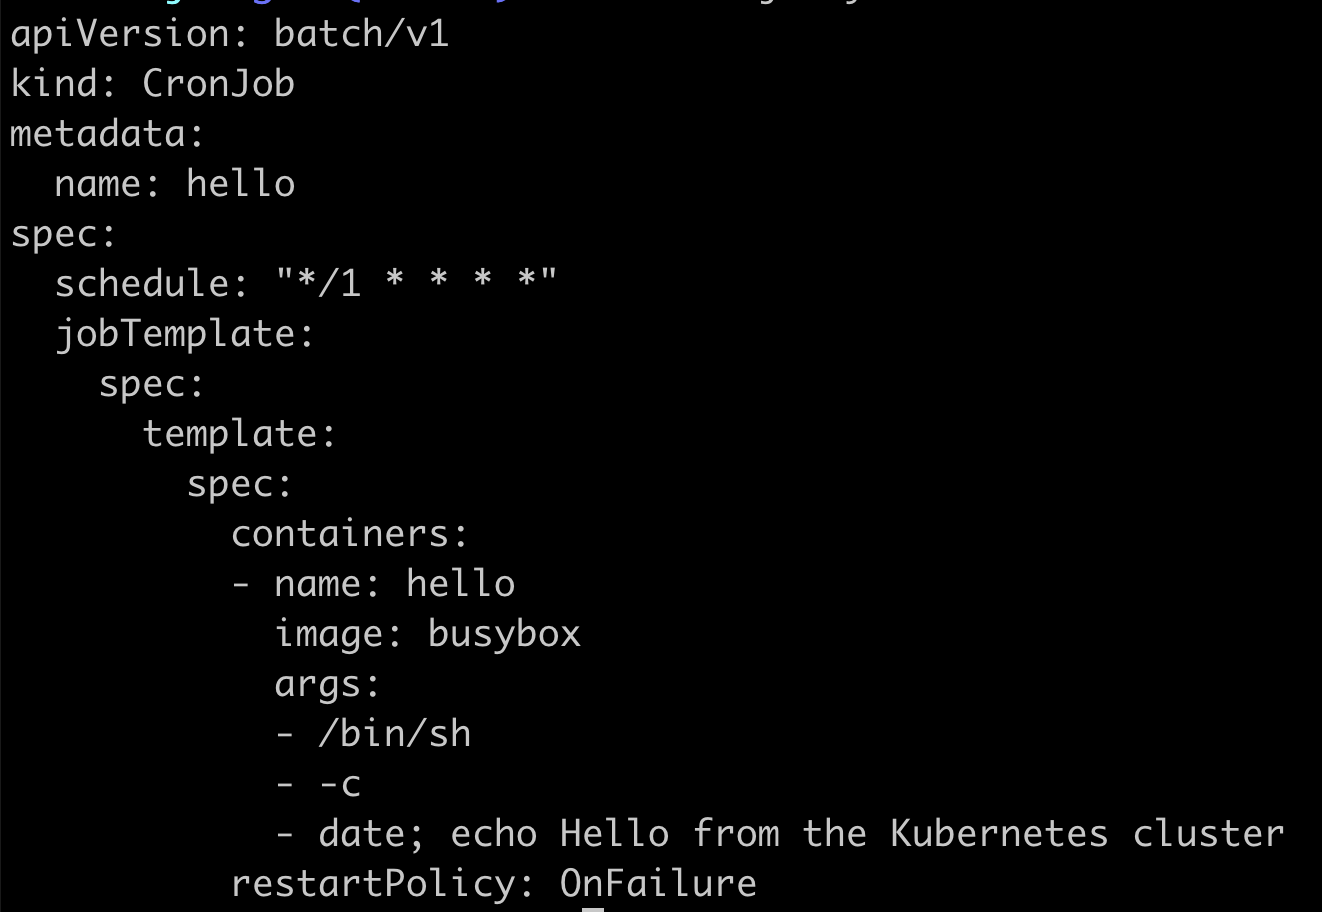 apiVersion: batch/v1
kind: CronJob
metadata:
  name: hello
spec:
  schedule: "*/1 * * * *"
  jobTemplate:
    spec:
      template:
        spec:
          containers:
          - name: hello
            image: busybox
            args:
            - /bin/sh
            - -c
            - date; echo Hello from the Kubernetes cluster
          restartPolicy: OnFailure